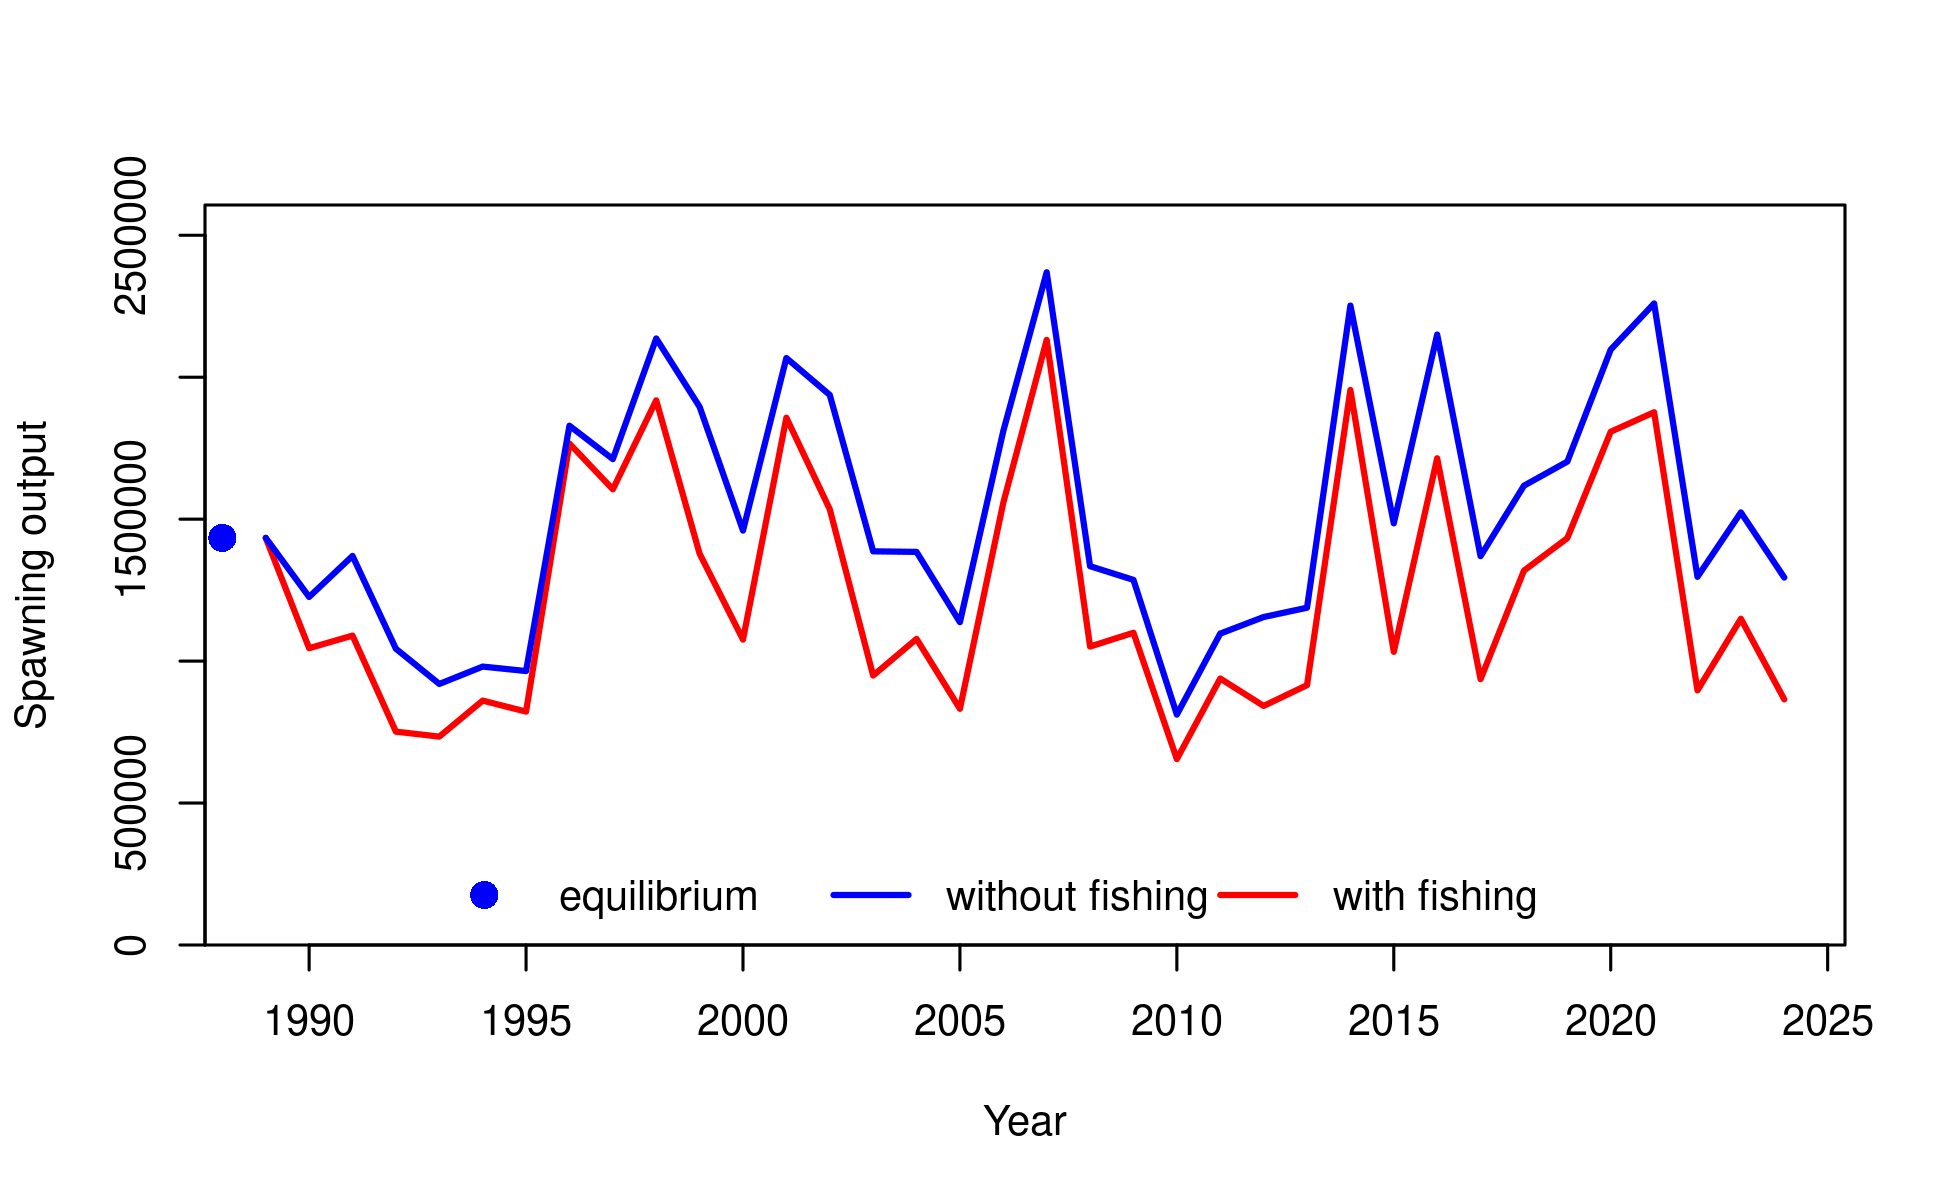 2500000
1500000
500000
0
Spawning output
equilibrium without fishing with fishing
1990 1995 2000 2005 2010 2015 2020 2025
Year